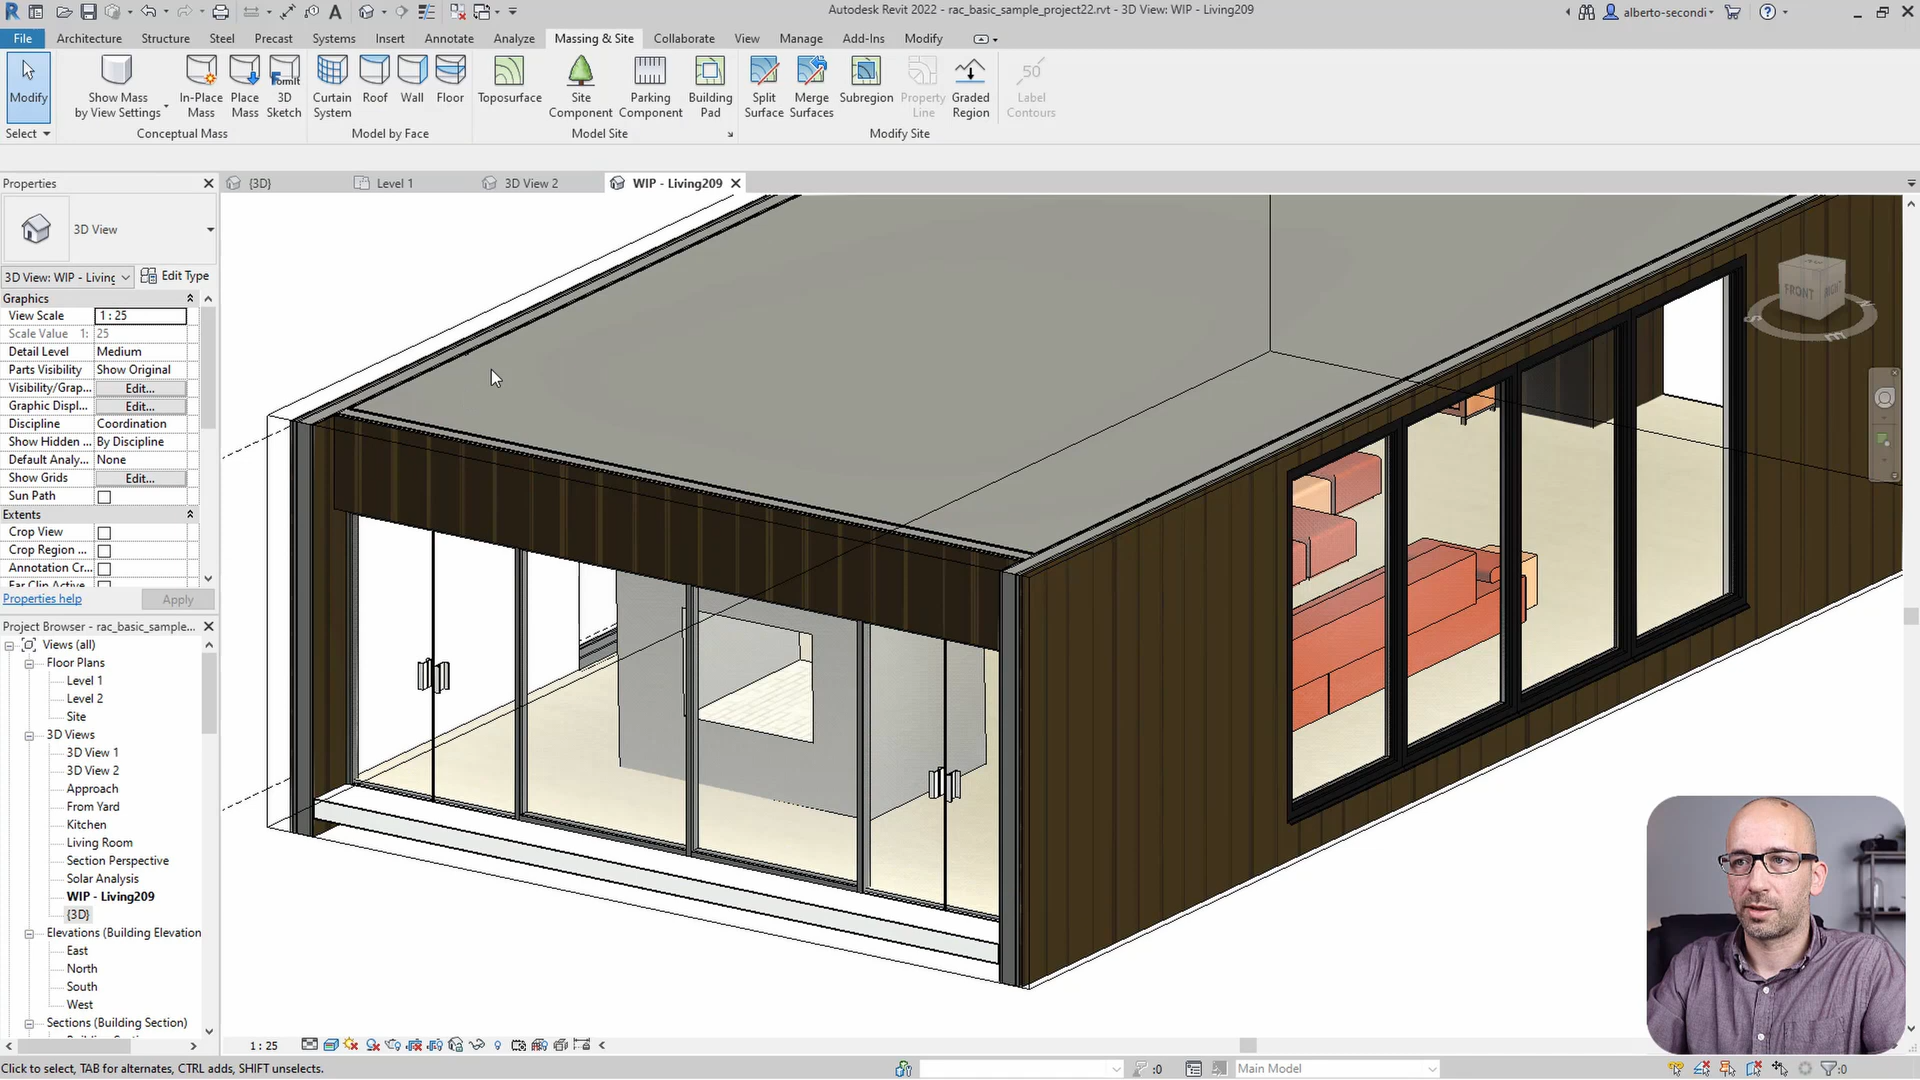 Autodesk Revit 2022 - rac_basic_sample_project22.rvt - 3D View: WIP - Living209
alberto-secondi
File
Architecture
Structure
Steel
Precast
Systems
Insert
Annotate
Analyze
Massing & Site
Collaborate
View
Manage
Add-Ins
Modify
Modify
Show Mass
by View Settings
In-Place
Mass
Place
Mass
FormIt
3D
Sketch
Curtain
System
Roof
Wall
Floor
Toposurface
Site
Component
Parking
Component
Building
Pad
Split
Surface
Merge
Surfaces
Subregion
Property
Line
Graded
Region
50
Label
Contours
Select
Conceptual Mass
Model by Face
Model Site
Modify Site
Properties
{3D}
Level 1
3D View 2
WIP - Living209
3D View
3D View: WIP - Living
Edit Type
Graphics
View Scale
1 : 25
Scale Value 1:
25
Detail Level
Medium
Parts Visibility
Show Original
Visibility/Grap...
Edit...
Graphic Displ...
Edit...
Discipline
Coordination
Show Hidden ...
By Discipline
Default Analy...
None
Show Grids
Edit...
Sun Path
Extents
Crop View
Crop Region ...
Annotation Cr...
Far Clip Active
Properties help
Apply
Project Browser - rac_basic_sample...
Views (all)
Floor Plans
Level 1
Level 2
Site
3D Views
3D View 1
3D View 2
Approach
From Yard
Kitchen
Living Room
Section Perspective
Solar Analysis
WIP - Living209
{3D}
Elevations (Building Elevation
East
North
South
West
Sections (Building Section)
FRONT
RIGHT
1 : 25
Click to select, TAB for alternates, CTRL adds, SHIFT unselects.
:0
Main Model
:0